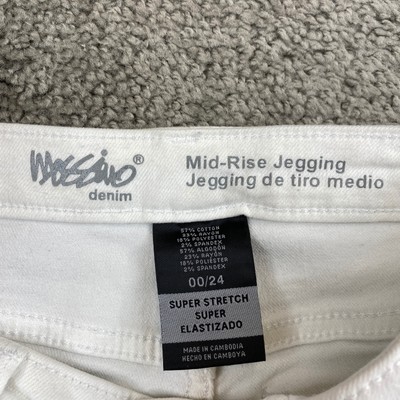 mossimo®
denim
Mid-Rise Jegging
Jegging de tiro medio
57% COTTON
23% RAYON
18% POLYESTER
2% SPANDEX
57% ALGODÓN
23% RAYON
18% POLIÉSTER
2% SPANDEX
00/24
SUPER STRETCH
SUPER
ELASTIZADO
MADE IN CAMBODIA
HECHO EN CAMBOYA